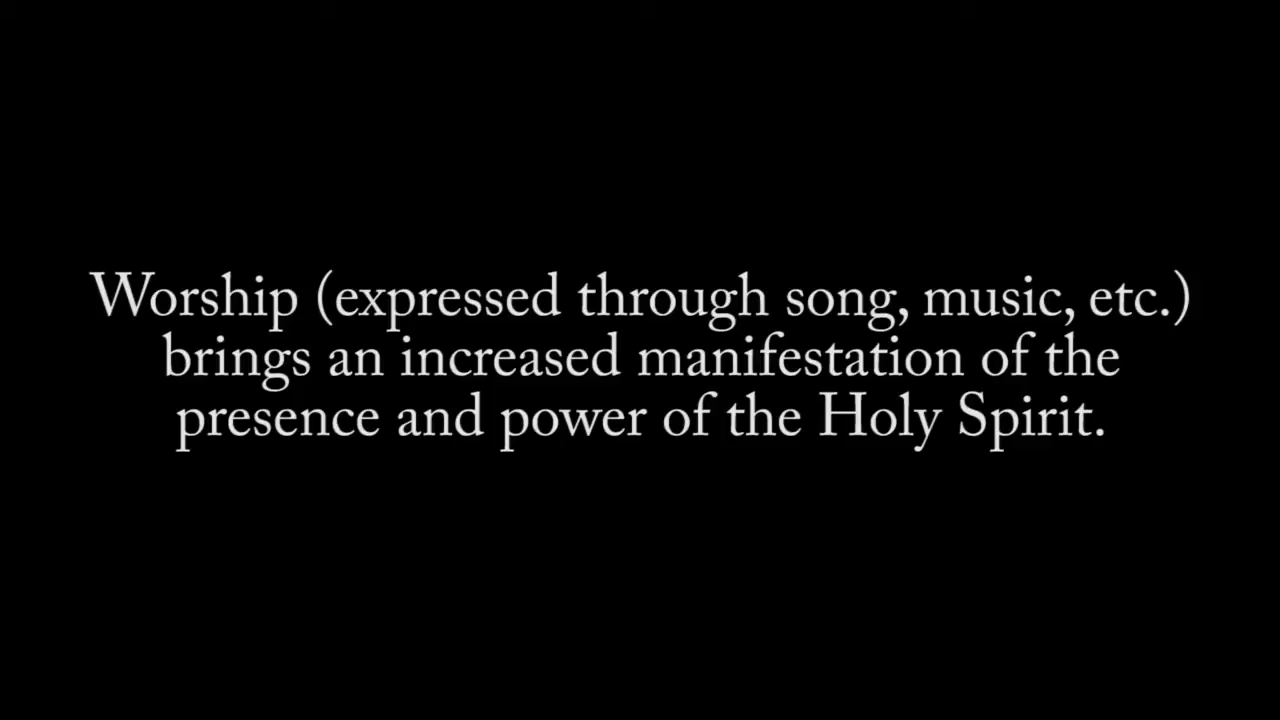 Worship (expressed through song, music, etc.)
brings an increased manifestation of the
presence and power of the Holy Spirit.